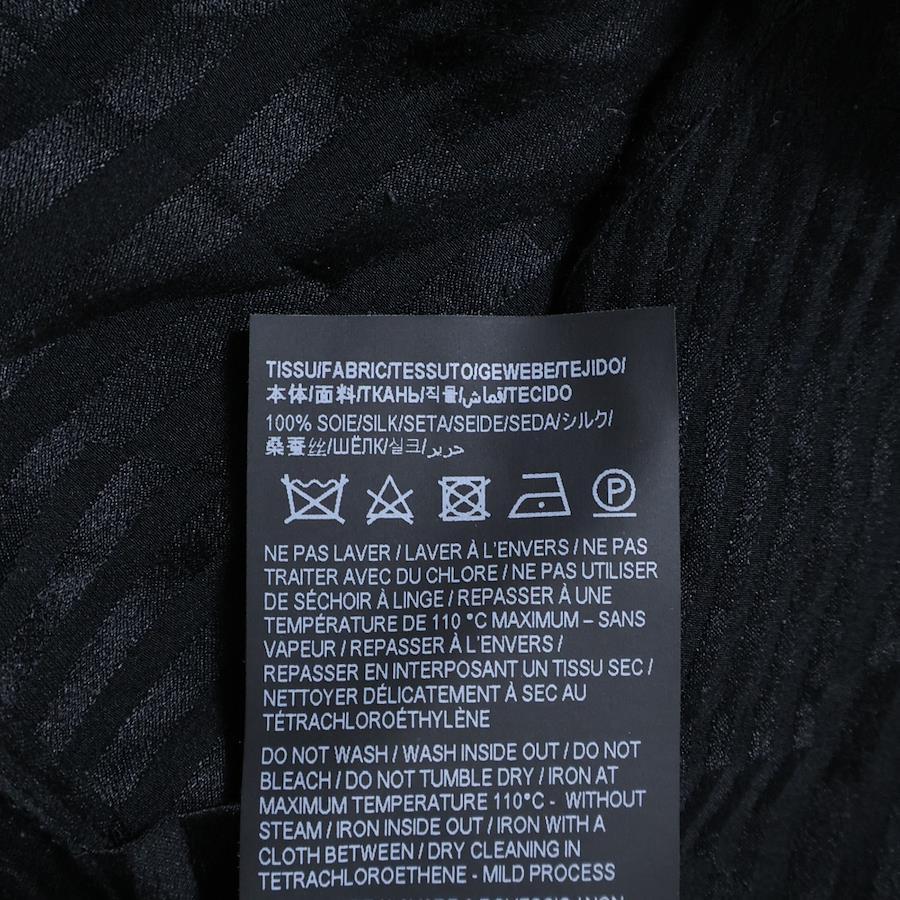 TISSU/FABRIC/TESSUTO/GEWEBE/TEJIDO/
本体/面料/ТКАНЬ/직물/قماش/TECIDO
100% SOIE/SILK/SETA/SEIDE/SEDA/シルク/
桑蚕丝/ШЁЛК/실크/حرير
P
NE PAS LAVER / LAVER À L'ENVERS / NE PAS
TRAITER AVEC DU CHLORE / NE PAS UTILISER
DE SÉCHOIR À LINGE / REPASSER À UNE
TEMPÉRATURE DE 110 °C MAXIMUM – SANS
VAPEUR / REPASSER À L'ENVERS /
REPASSER EN INTERPOSANT UN TISSU SEC /
NETTOYER DÉLICATEMENT À SEC AU
TÉTRACHLOROÉTHYLÈNE
DO NOT WASH / WASH INSIDE OUT / DO NOT
BLEACH / DO NOT TUMBLE DRY / IRON AT
MAXIMUM TEMPERATURE 110°C - WITHOUT
STEAM / IRON INSIDE OUT / IRON WITH A
CLOTH BETWEEN / DRY CLEANING IN
TETRACHLOROETHENE - MILD PROCESS